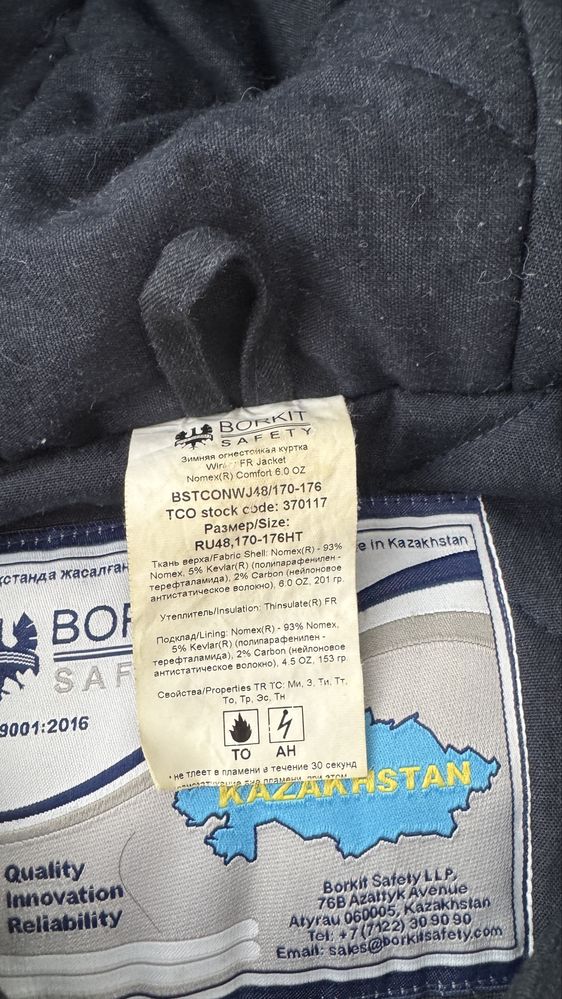 BORKIT
SAFETY
Зимняя огнестойкая куртка
FR Jacket
Nomex(R) Comfort 6.0 OZ
BSTCONWJ48/170-176
TCO stock code: 370117
Размер/Size:
RU48,170-176HT
Ткань верха/Fabric Shell: Nomex(R) - 93%
Nomex, 5% Kevlar (R) (полипарафенилен -
терефталамида), 2% Carbon (нейлоновое
антистатическое волокно), 6.0 OZ, 201 гр.
Утеплитель/Insulation: Thinsulate(R) FR
Подклад/Lining: Nomex(R) - 93% Nomex,
5% Kevlar (R) (полипарафенилен -
терефталамида), 2% Carbon (нейлоновое
антистатическое волокно) 4.5 OZ, 153 гр.
Свойства/Properties TR TC: Ми, З, Ти, Тт,
То, Тр, Эс, Тн
ТО АН
не тлеет в пламени в течение 30 секунд
қстанда жасалған
e in Kazakhstan
BOR
SAF
9001:2016
KAZAKHSTAN
Quality
Innovation
Reliability
Borkit Safety LLP,
76B Azattyk Avenue
Atyrau 060005, Kazakhstan
Tel: +7(7122) 30 90 90
Email: sales@borkitsafety.com